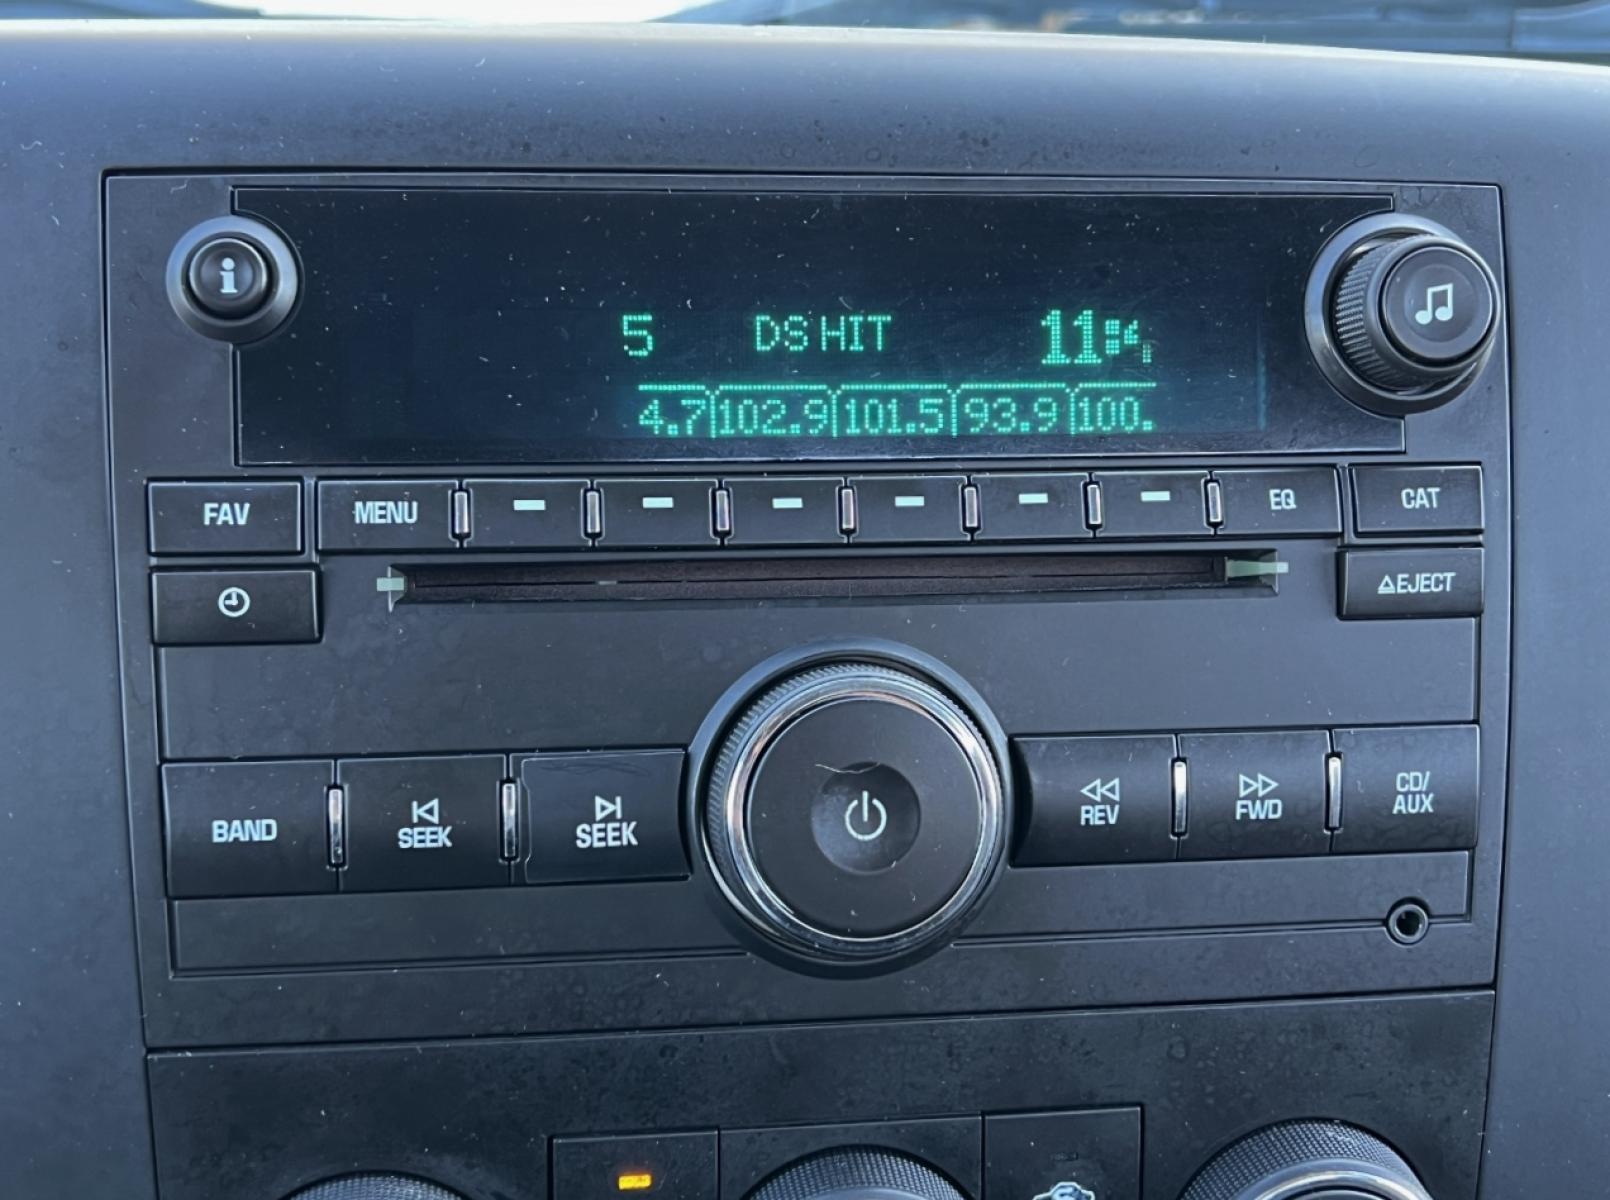 5 DS HIT 11:4
4.7 102.9 101.5 93.9 100.
FAV MENU EQ CAT
EJECT
BAND
SEEK
SEEK
REV
FWD
CD/
AUX